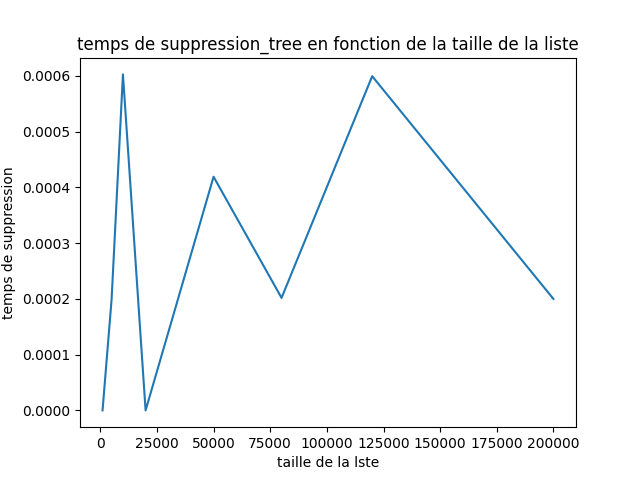 temps de suppression_tree en fonction de la taille de la liste
0.0006
0.0005
0.0004
0.0003
0.0002
0.0001
0.0000
temps de suppression
0 25000 50000 75000 100000 125000 150000 175000 200000
taille de la lste